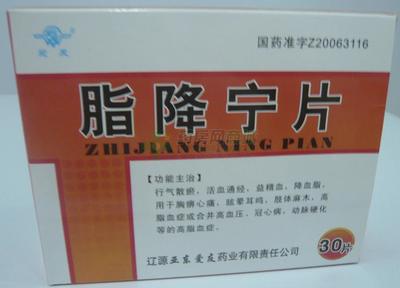 爱友
国药准字Z20063116
脂降宁片
ZHIJIANG NING PIAN
【功能主治】
行气散瘀，活血通经，益精血，降血脂。
用于胸痹心痛，眩晕耳鸣，肢体麻木，高
脂血症或合并高血压，冠心病，动脉硬化
等的高脂血症。
30片
辽源亚东爱友药业有限责任公司